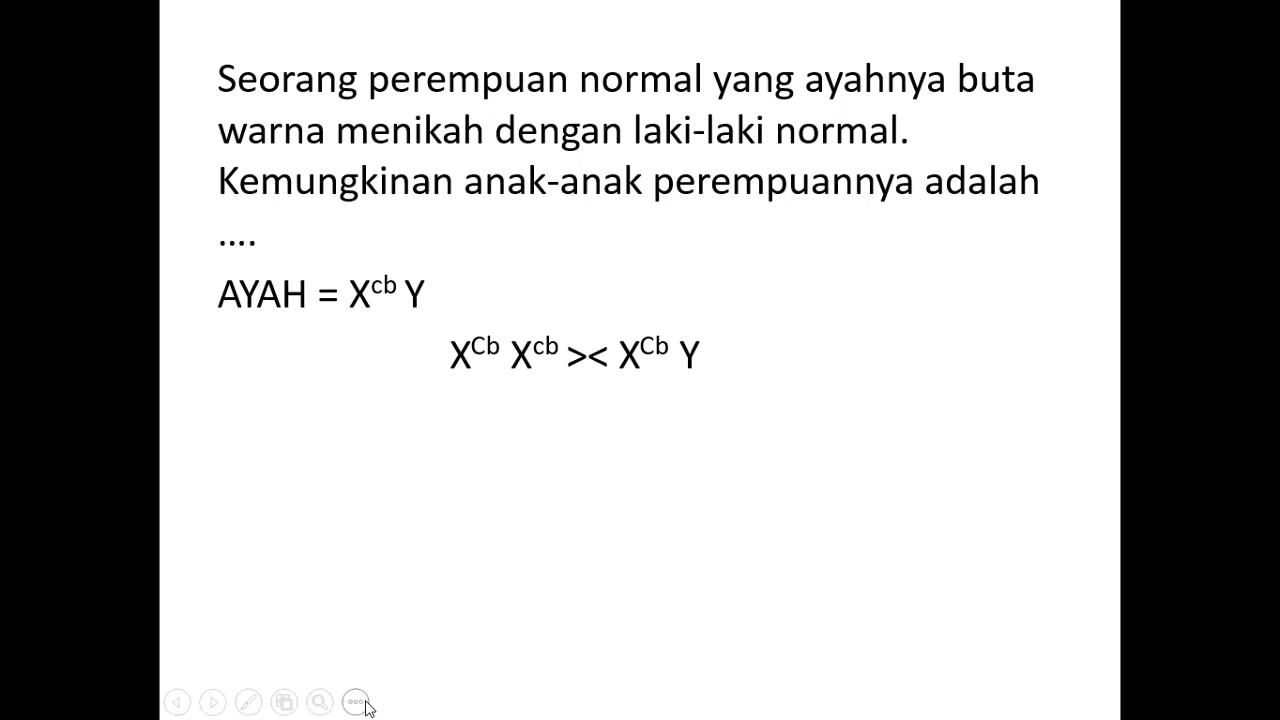 Seorang perempuan normal yang ayahnya buta
warna menikah dengan laki-laki normal.
Kemungkinan anak-anak perempuannya adalah
....
AYAH = X^cb Y
X^Cb X^cb >< X^Cb Y